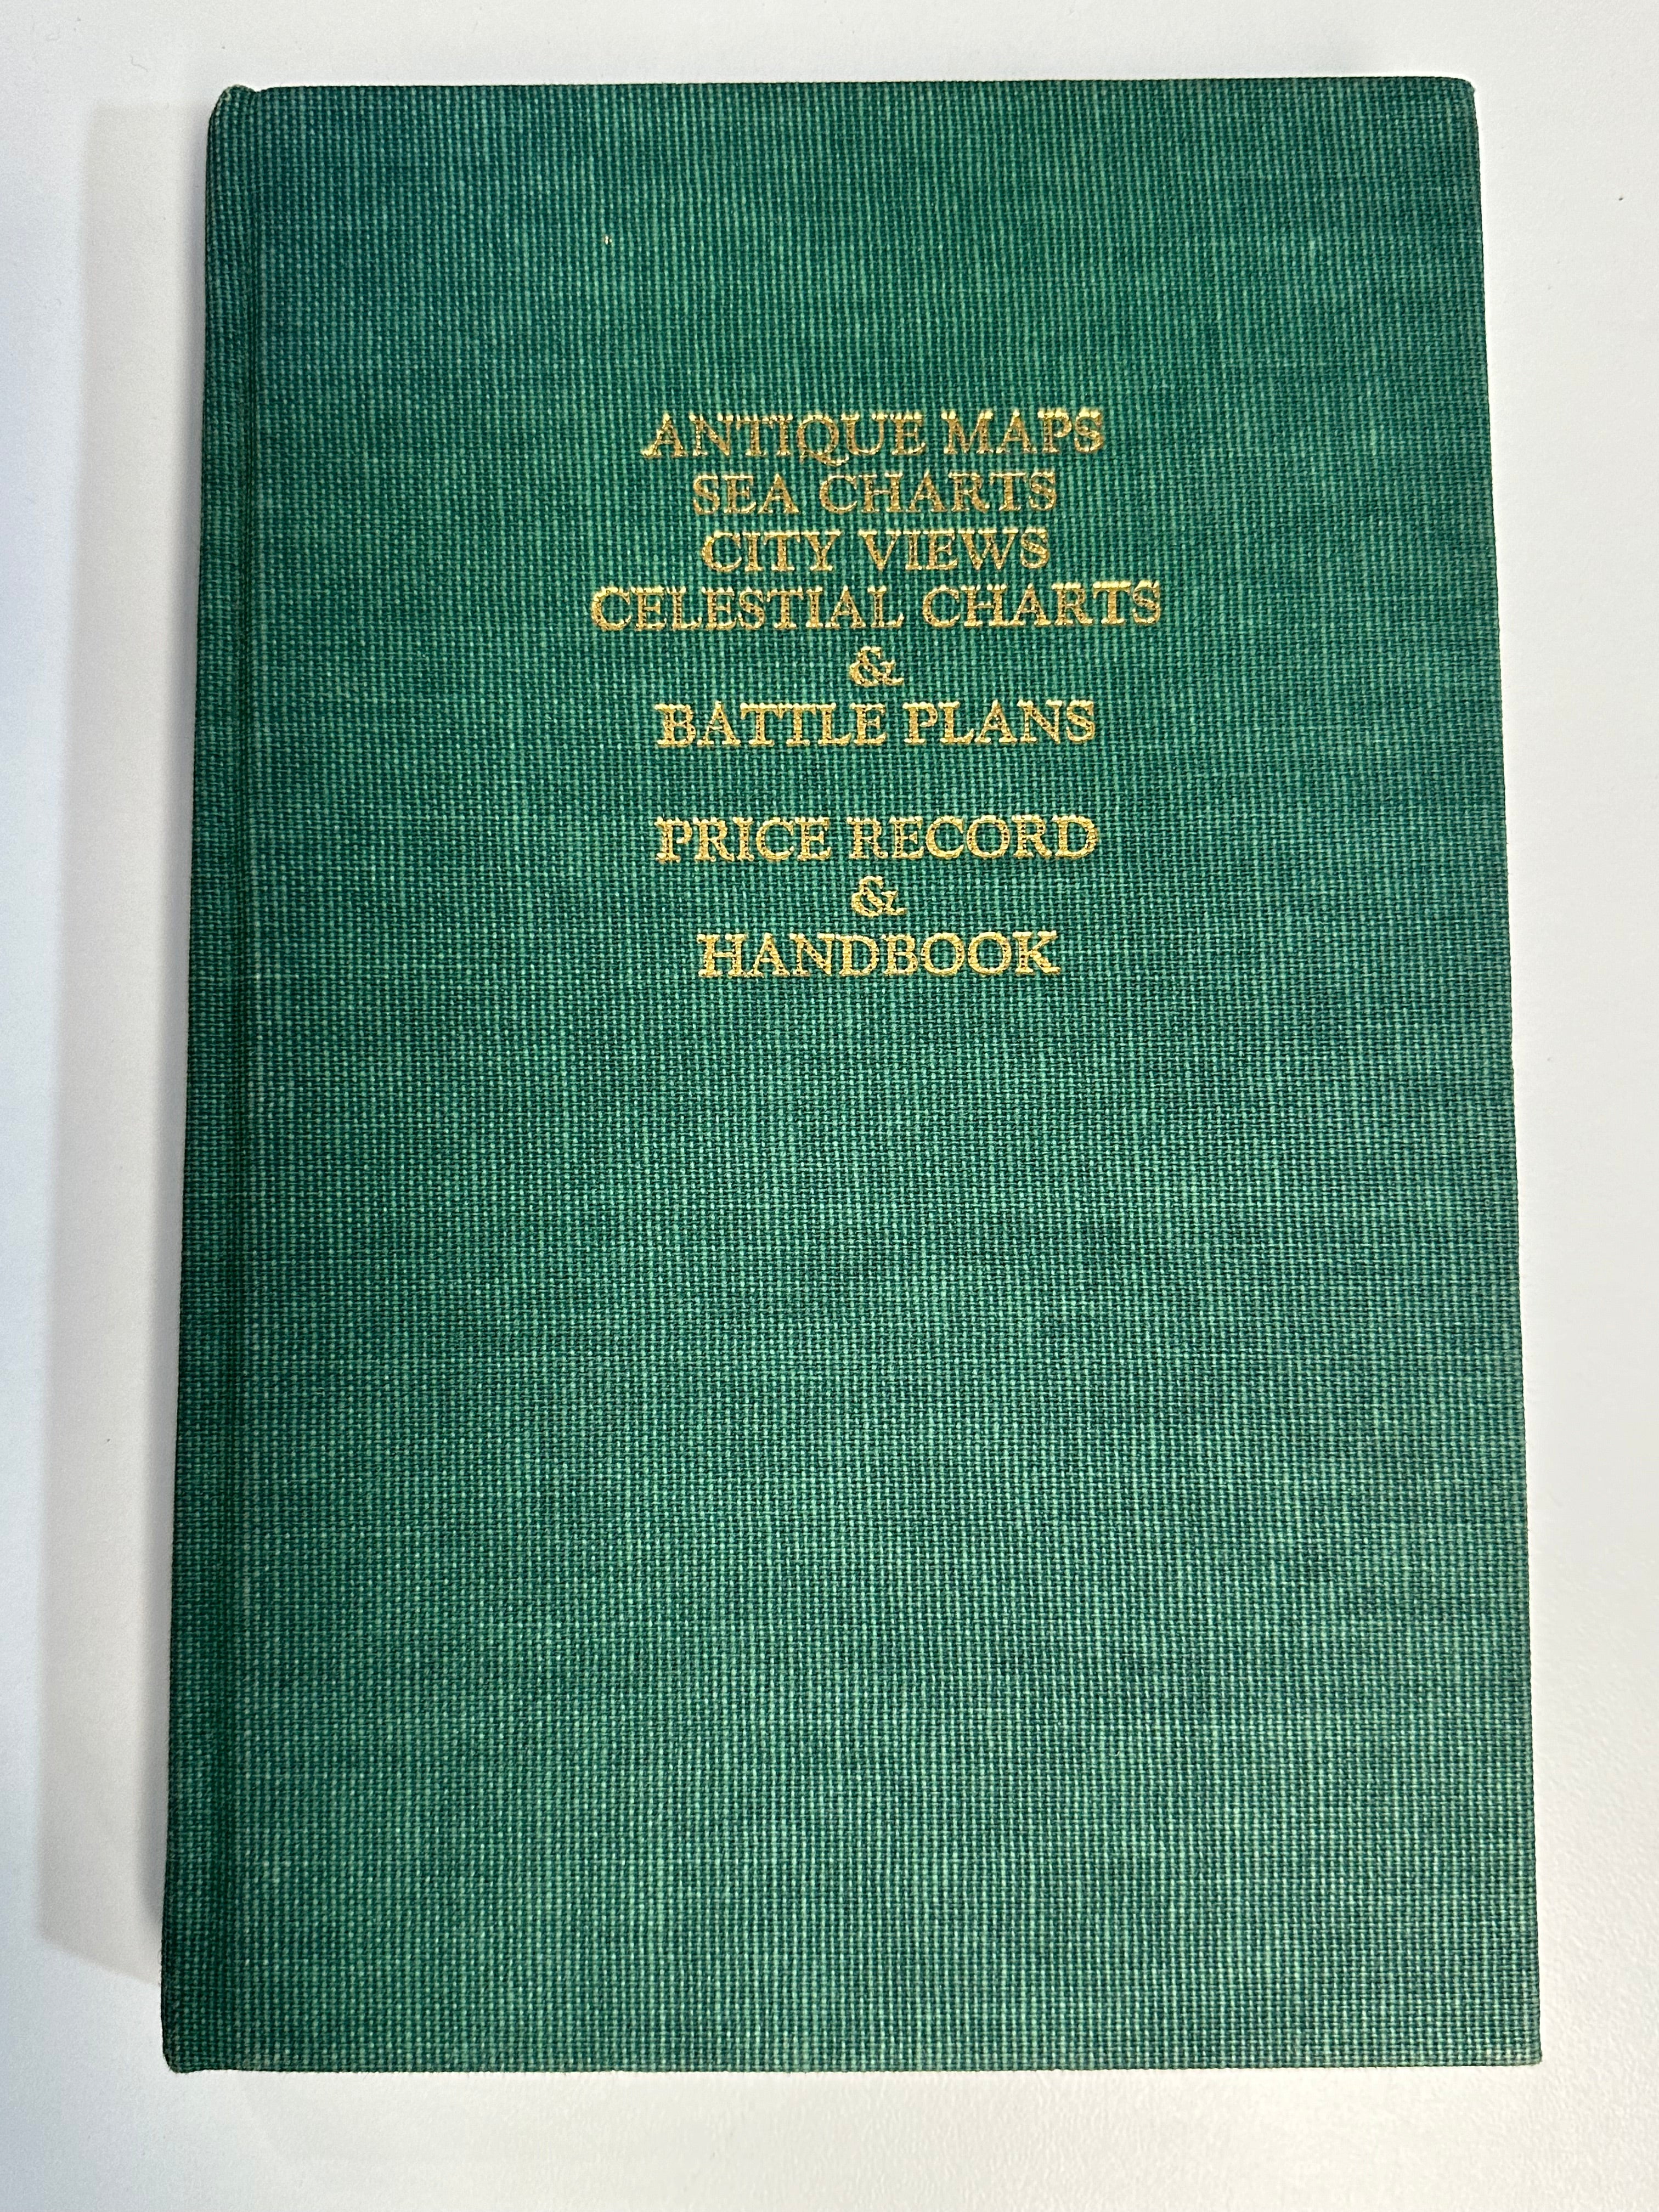 ANTIQUE MAPS
SEA CHARTS
CITY VIEWS
CELESTIAL CHARTS
&
BATTLE PLANS
PRICE RECORD
&
HANDBOOK